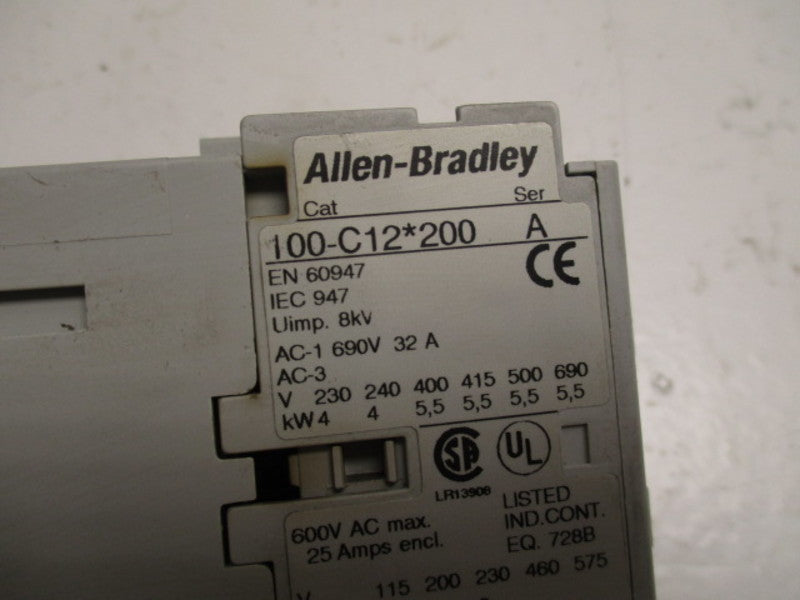 Allen-Bradley
Cat Ser
100-C12*200 A
CE
EN 60947
IEC 947
Uimp. 8kV
AC-1 690V 32 A
AC-3
V 230 240 400 415 500 690
kW 4 4 5,5 5,5 5,5 5,5
SA UL
LR13908
600V AC max.
25 Amps encl.
LISTED
IND.CONT.
EQ. 728B
V 115 200 230 460 575